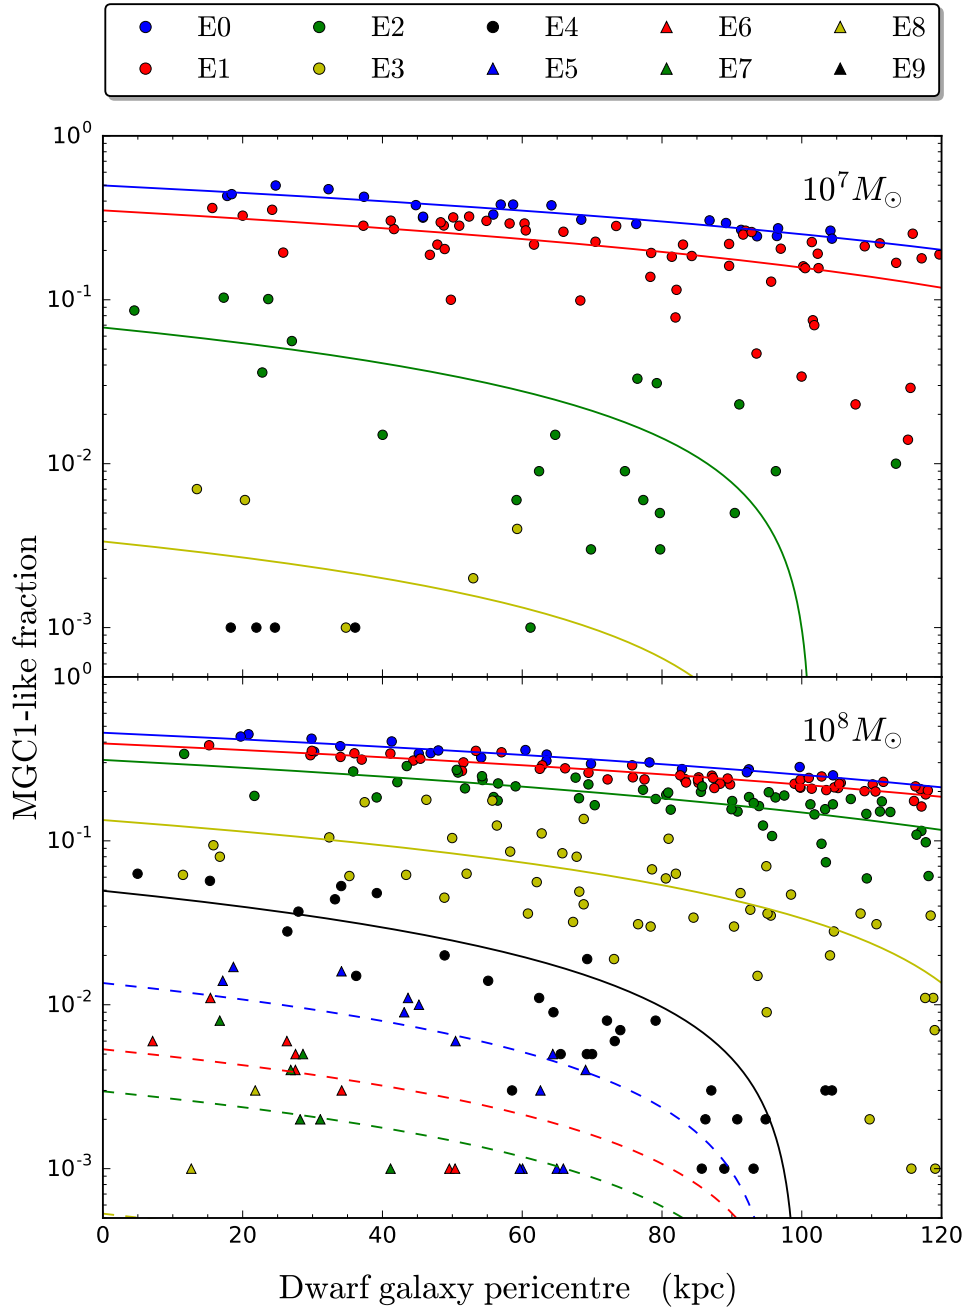 E0 E2 E4 E6 E8
E1 E3 E5 E7 E9
10^0
10^7 M_⊙
10^-1
10^-2
10^-3
10^0
10^8 M_⊙
10^-1
10^-2
10^-3
MGC1-like fraction
0 20 40 60 80 100 120
Dwarf galaxy pericentre (kpc)